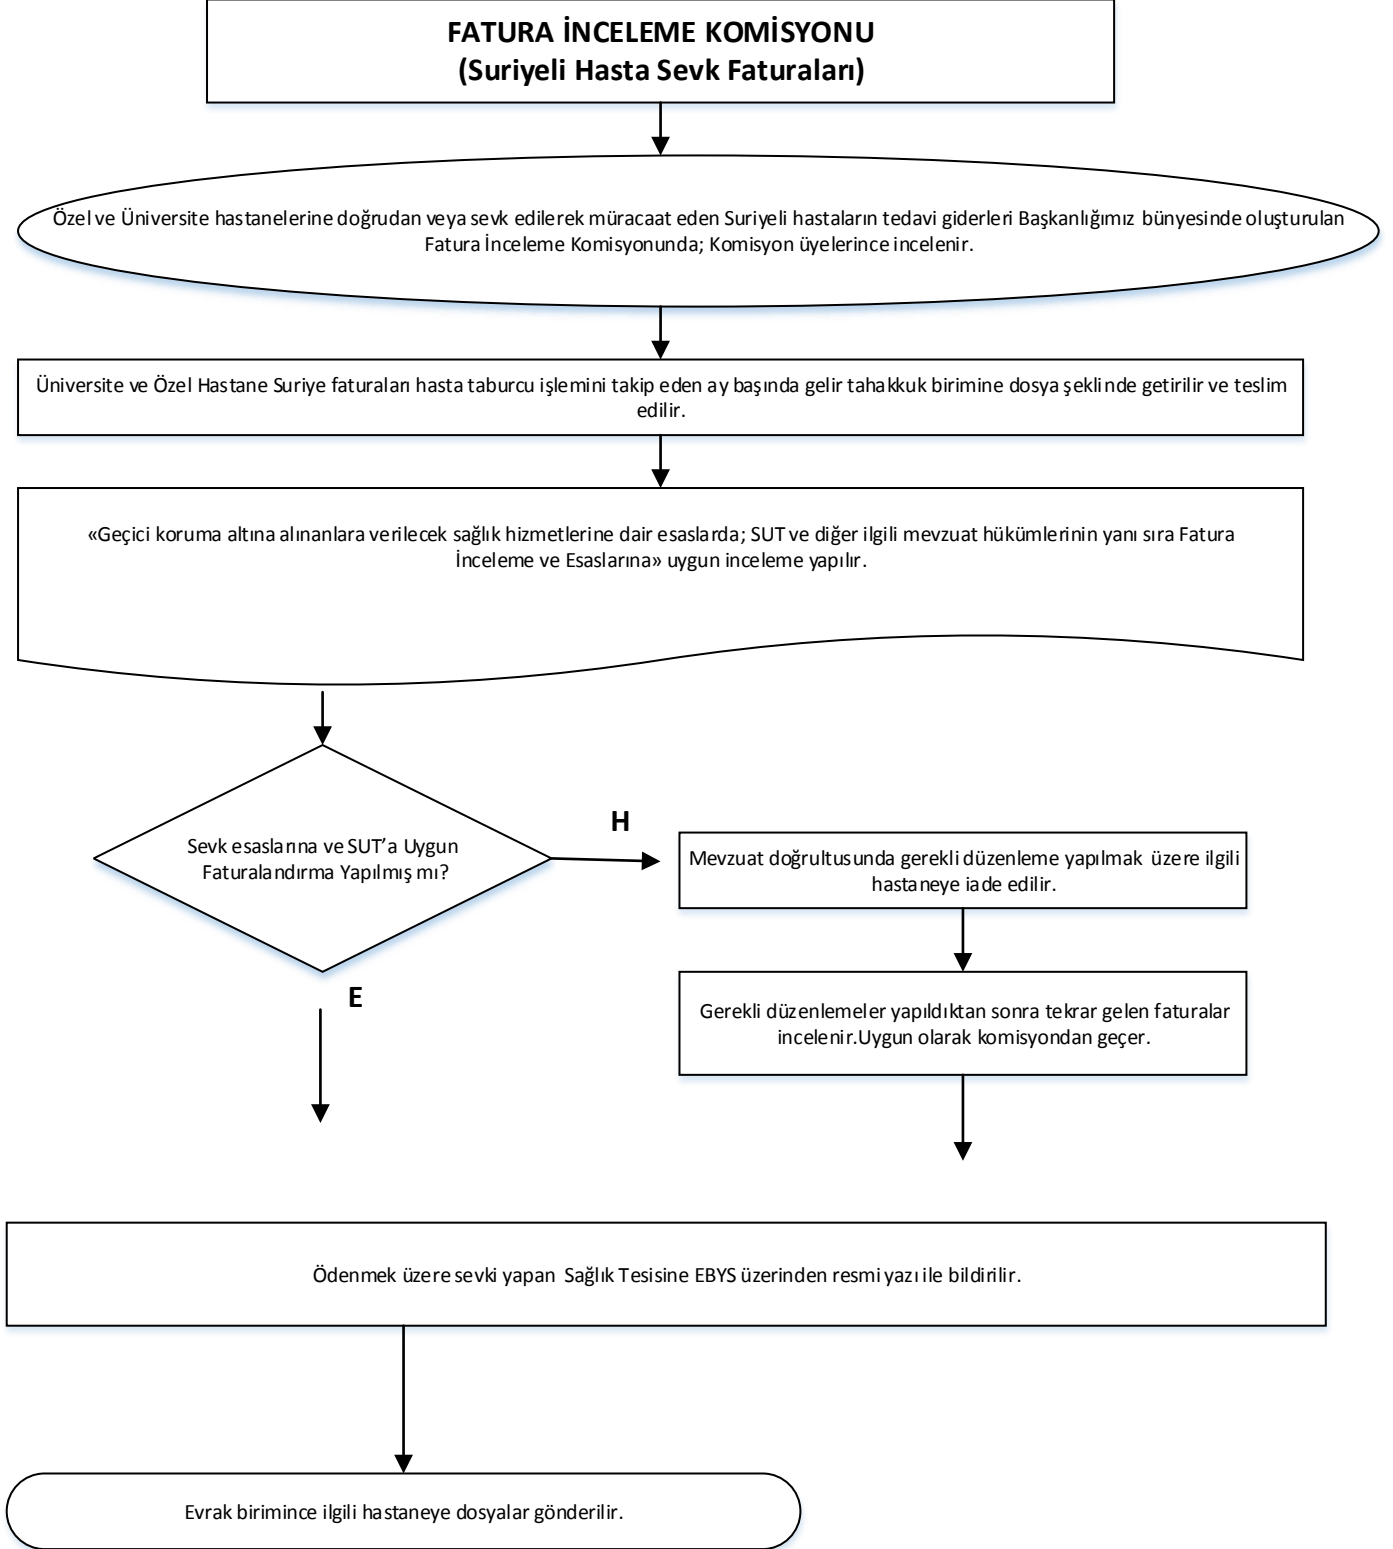 FATURA İNCELEME KOMİSYONU
(Suriyeli Hasta Sevk Faturaları)
Özel ve Üniversite hastanelerine doğrudan veya sevk edilerek müracaat eden Suriyeli hastaların tedavi giderleri Başkanlığımız bünyesinde oluşturulan
Fatura İnceleme Komisyonunda; Komisyon üyelerince incelenir.
Üniversite ve Özel Hastane Suriye faturaları hasta taburcu işlemini takip eden ay başında gelir tahakkuk birimine dosya şeklinde getirilir ve teslim
edilir.
«Geçici koruma altına alınanlara verilecek sağlık hizmetlerine dair esaslarda; SUT ve diğer ilgili mevzuat hükümlerinin yanı sıra Fatura
İnceleme ve Esaslarına» uygun inceleme yapılır.
Sevk esaslarına ve SUT’a Uygun
Faturalandırma Yapılmış mı?
H
Mevzuat doğrultusunda gerekli düzenleme yapılmak üzere ilgili
hastaneye iade edilir.
E
Gerekli düzenlemeler yapıldıktan sonra tekrar gelen faturalar
incelenir.Uygun olarak komisyondan geçer.
Ödenmek üzere sevki yapan Sağlık Tesisine EBYS üzerinden resmi yazı ile bildirilir.
Evrak birimince ilgili hastaneye dosyalar gönderilir.